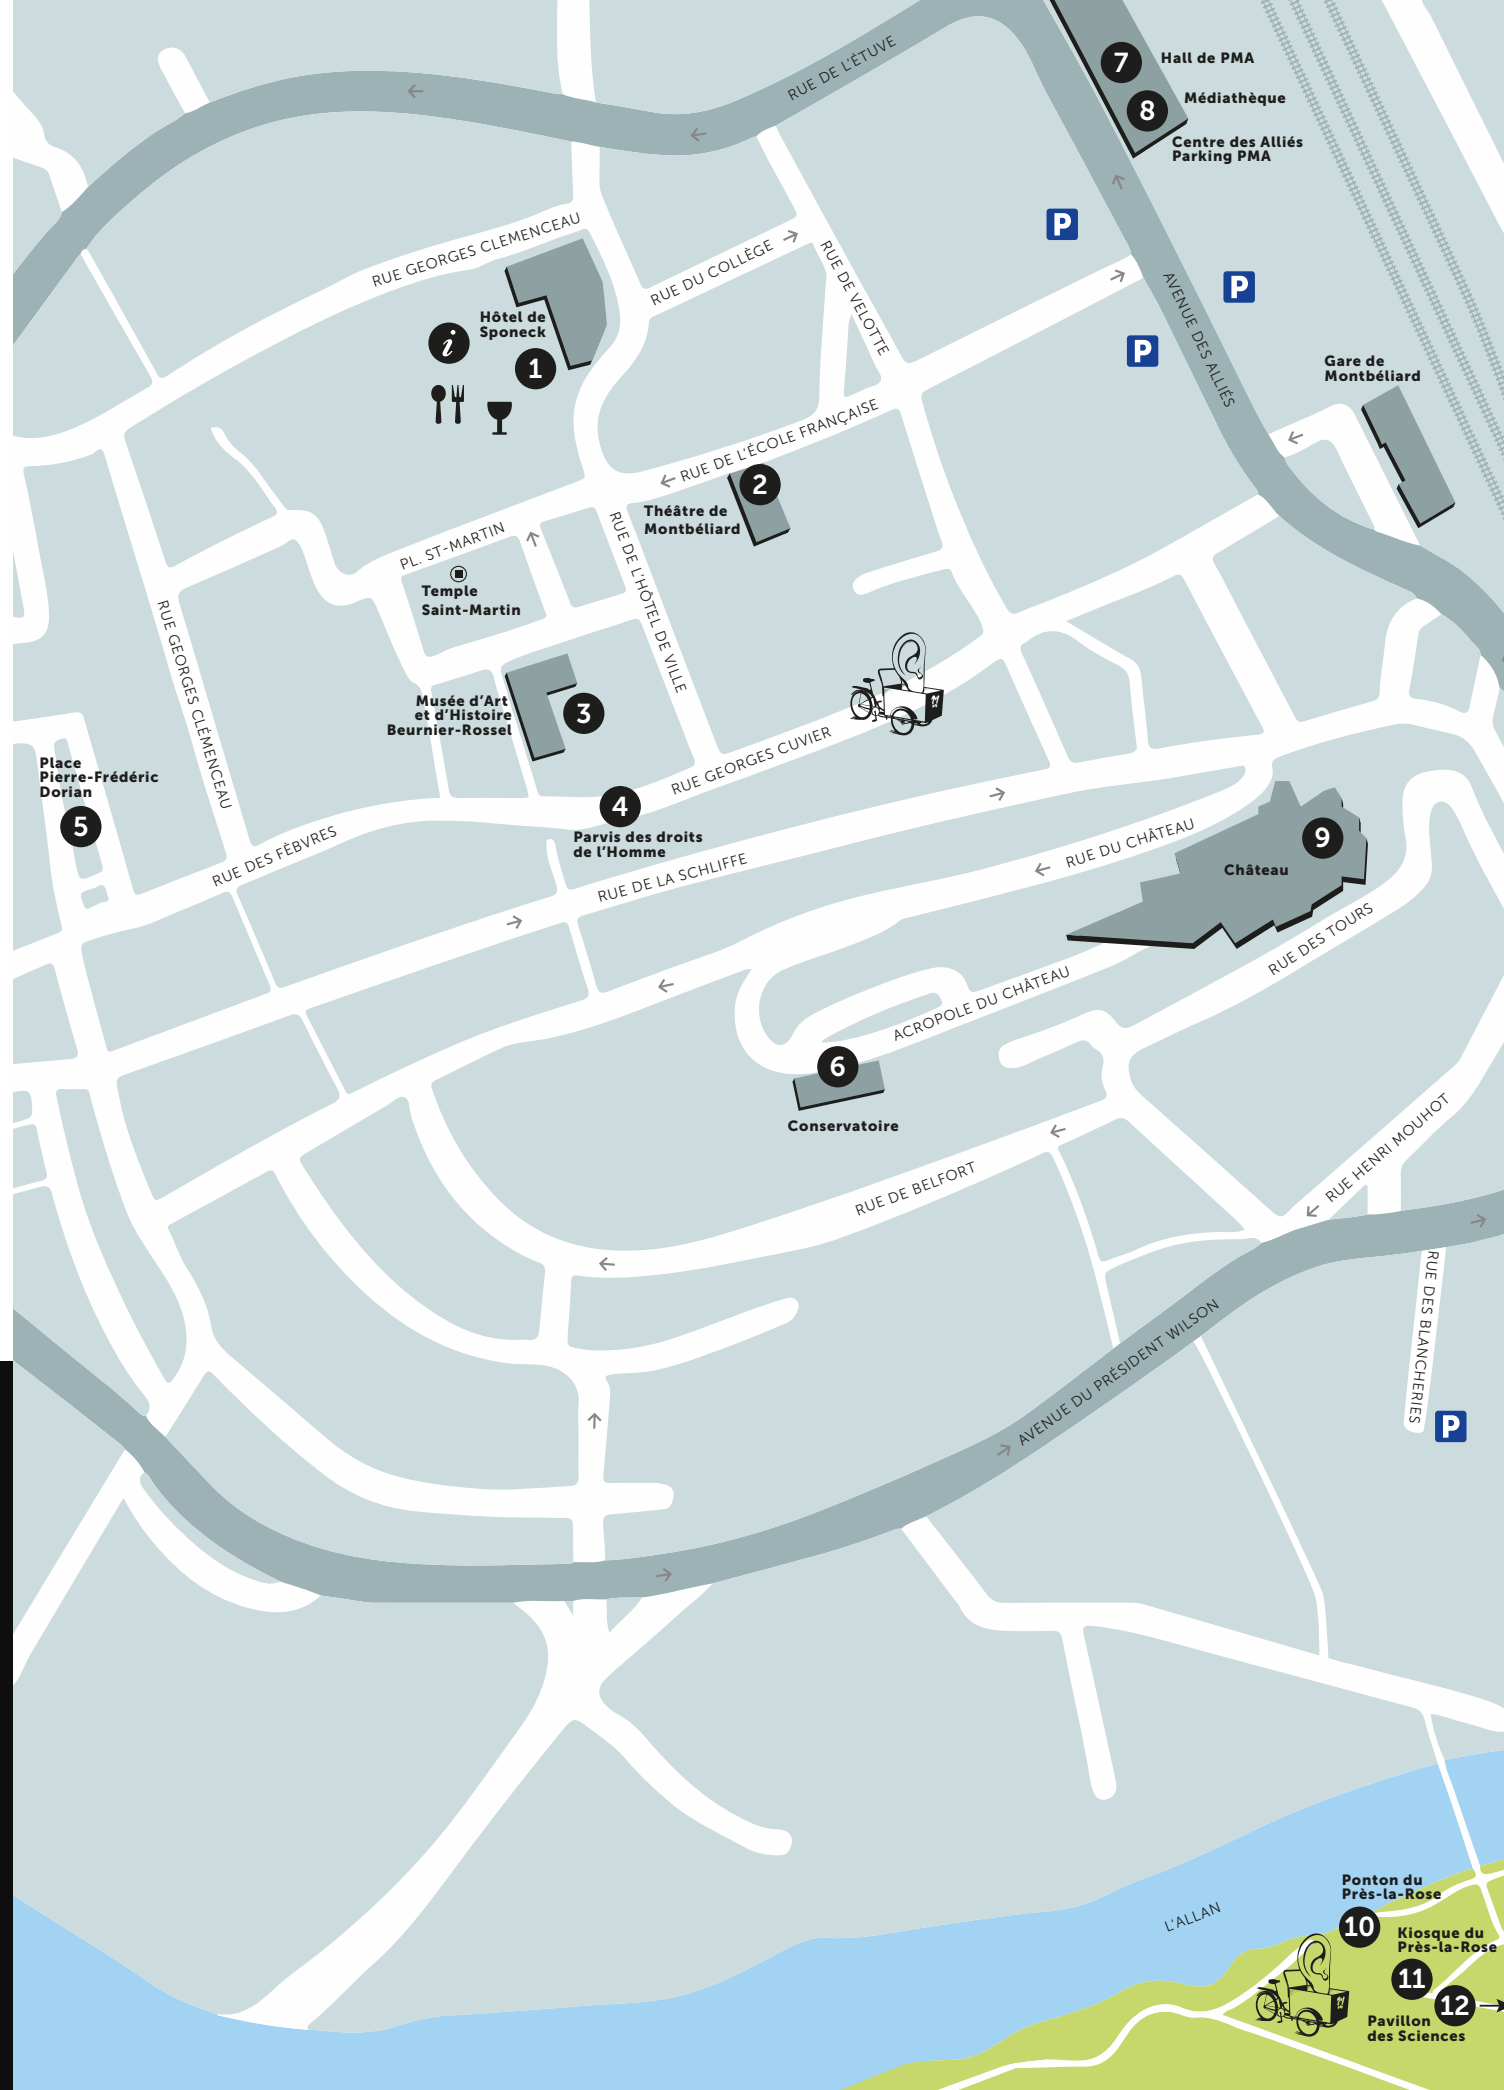 RUE DE L'ÉTUVE
7
Hall de PMA
8
Médiathèque
Centre des Alliés
Parking PMA
P
P
P
AVENUE DES ALLIÉS
RUE GEORGES CLEMENCEAU
RUE DU COLLÈGE
RUE DE VELOTTE
Hôtel de
Sponeck
i
1
Gare de
Montbéliard
RUE DE L'ÉCOLE FRANÇAISE
2
Théâtre de
Montbéliard
PL. ST-MARTIN
Temple
Saint-Martin
RUE DE L'HÔTEL DE VILLE
RUE GEORGES CLÉMENCEAU
Musée d'Art
et d'Histoire
Beurnier-Rossel
3
Place
Pierre-Frédéric
Dorian
5
RUE GEORGES CUVIER
4
Parvis des droits
de l'Homme
RUE DES FÈBVRES
RUE DE LA SCHLIFFE
RUE DU CHÂTEAU
9
Château
RUE DES TOURS
ACROPOLE DU CHÂTEAU
6
Conservatoire
RUE HENRI MOUHOT
RUE DE BELFORT
RUE DES BLANCHERIES
AVENUE DU PRÉSIDENT WILSON
P
L'ALLAN
Ponton du
Près-la-Rose
10
Kiosque du
Près-la-Rose
11
12
Pavillon
des Sciences